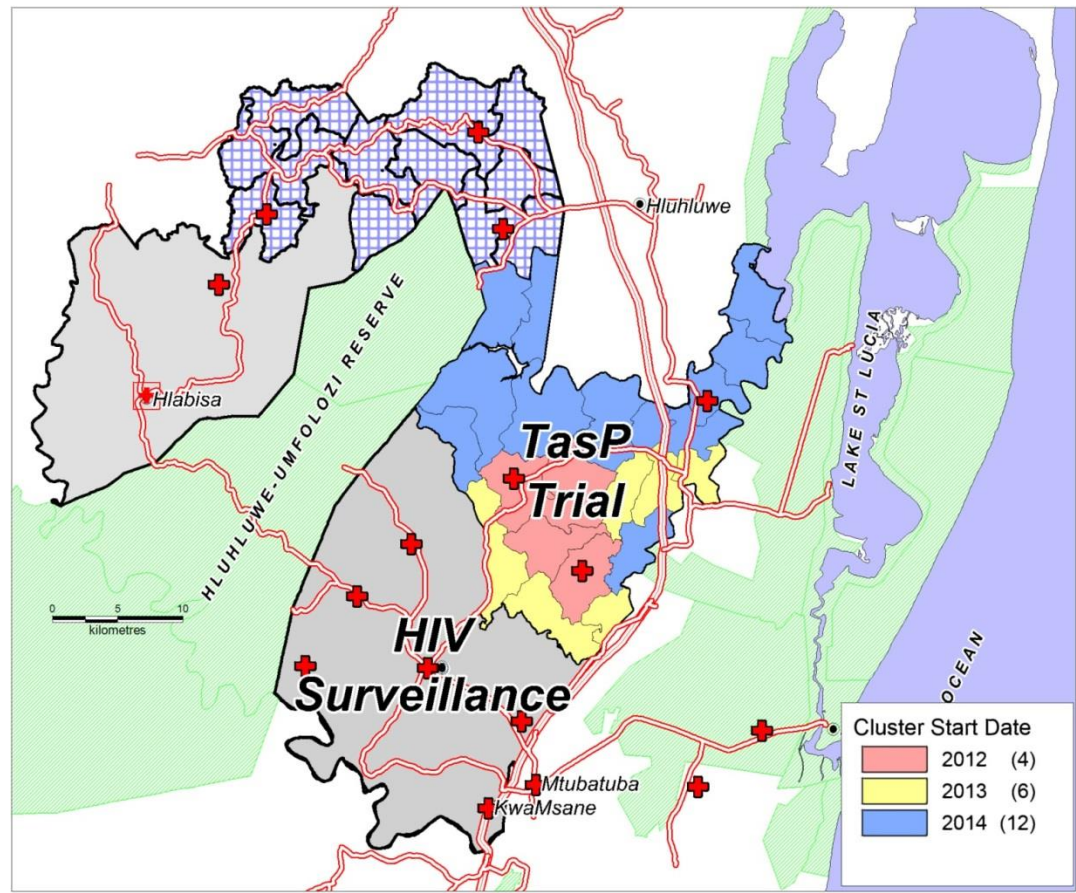 Hluhluwe
HLUHLUWE-UMFOLOZI RESERVE
LAKE ST LUCIA
Hlabisa
TasP
Trial
0 5 10
kilometres
HIV
Surveillance
OCEAN
Mtubatuba
KwaMsane
Cluster Start Date
2012 (4)
2013 (6)
2014 (12)